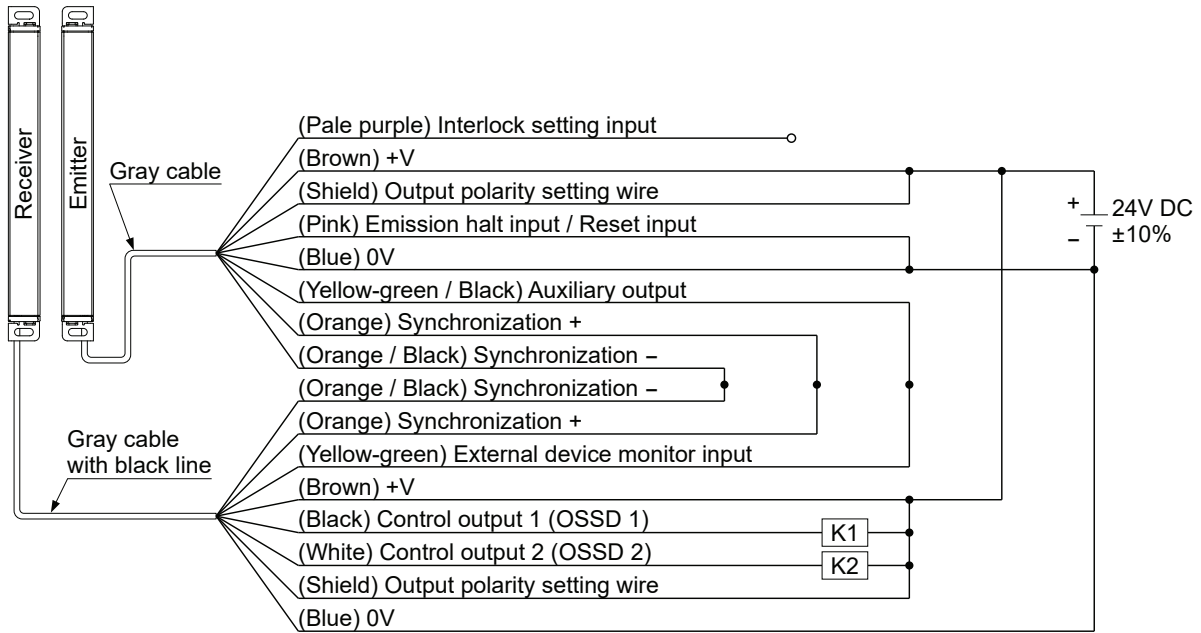 Receiver
Emitter
Gray cable
(Pale purple) Interlock setting input
(Brown) +V
(Shield) Output polarity setting wire
(Pink) Emission halt input / Reset input
(Blue) 0V
(Yellow-green / Black) Auxiliary output
(Orange) Synchronization +
(Orange / Black) Synchronization –
(Orange / Black) Synchronization –
(Orange) Synchronization +
(Yellow-green) External device monitor input
(Brown) +V
(Black) Control output 1 (OSSD 1)
(White) Control output 2 (OSSD 2)
(Shield) Output polarity setting wire
(Blue) 0V
Gray cable
with black line
K1
K2
+
–
24V DC
±10%